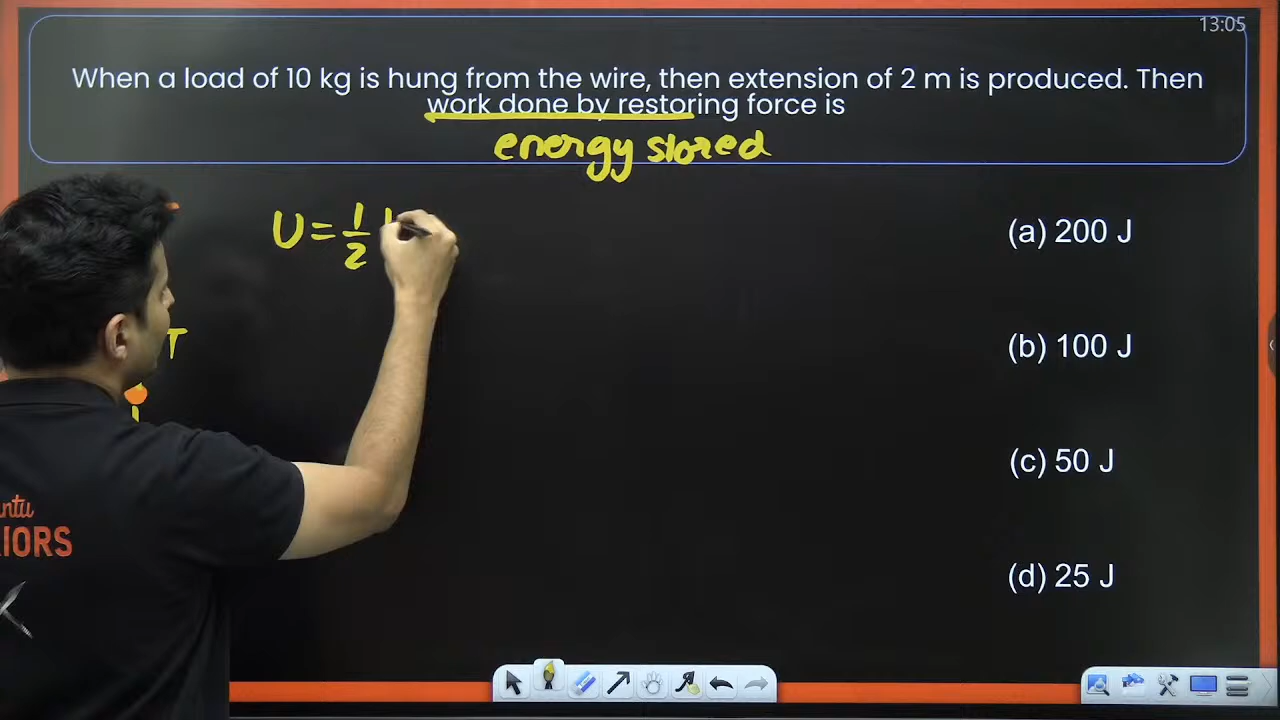 13:05
When a load of 10 kg is hung from the wire, then extension of 2 m is produced. Then
work done by restoring force is
energy stored
U = 1/2
(a) 200 J
T
(b) 100 J
(c) 50 J
(d) 25 J